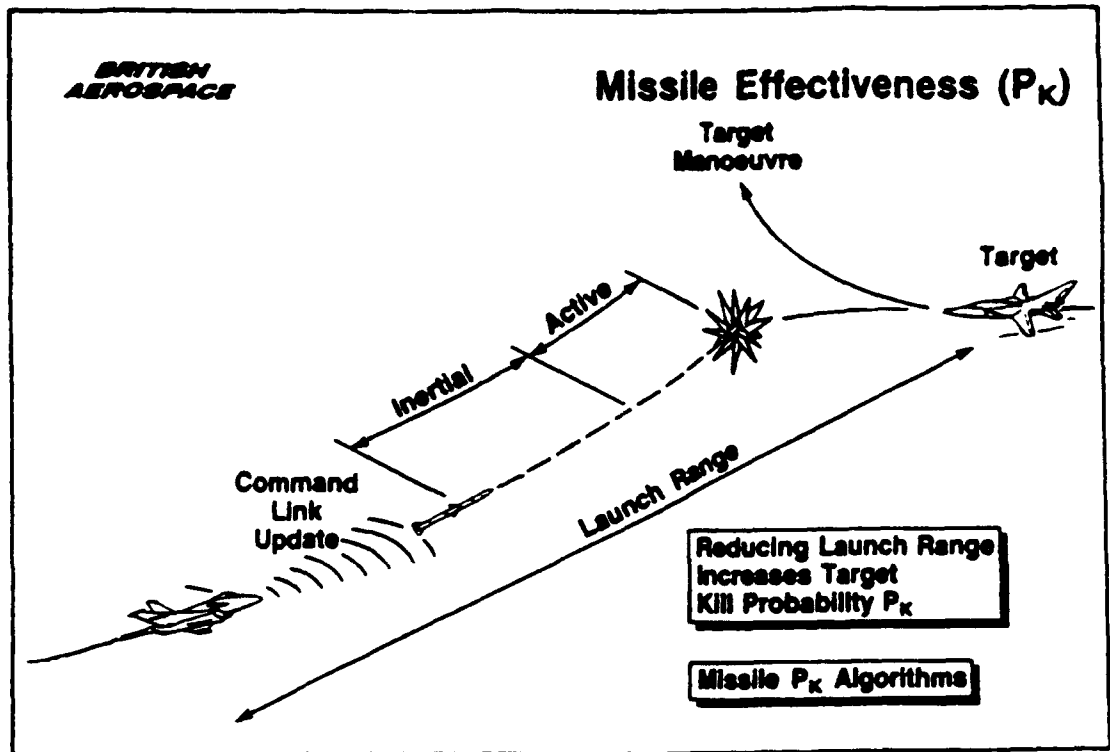 BRITISH
AEROSPACE
Missile Effectiveness (PK)
Target
Manoeuvre
Target
Active
Inertial
Command
Link
Update
Launch Range
Reducing Launch Range
Increases Target
Kill Probability PK
Missile PK Algorithms